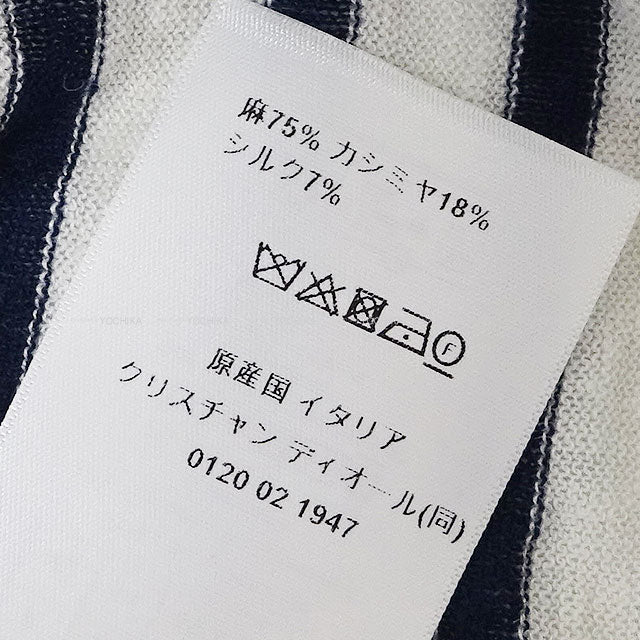 麻75% カシミヤ18%
シルク7%
F
原産国 イタリア
クリスチャン ディオール(同)
0120 02 1947
YOCHIKA